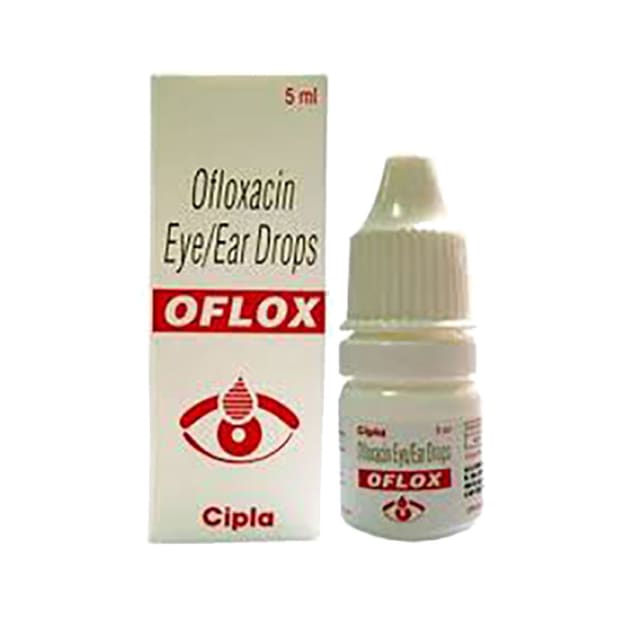 5 ml
Ofloxacin
Eye/Ear Drops
OFLOX
Cipla
Cipla
Ofloxacin Eye/Ear Drops
OFLOX